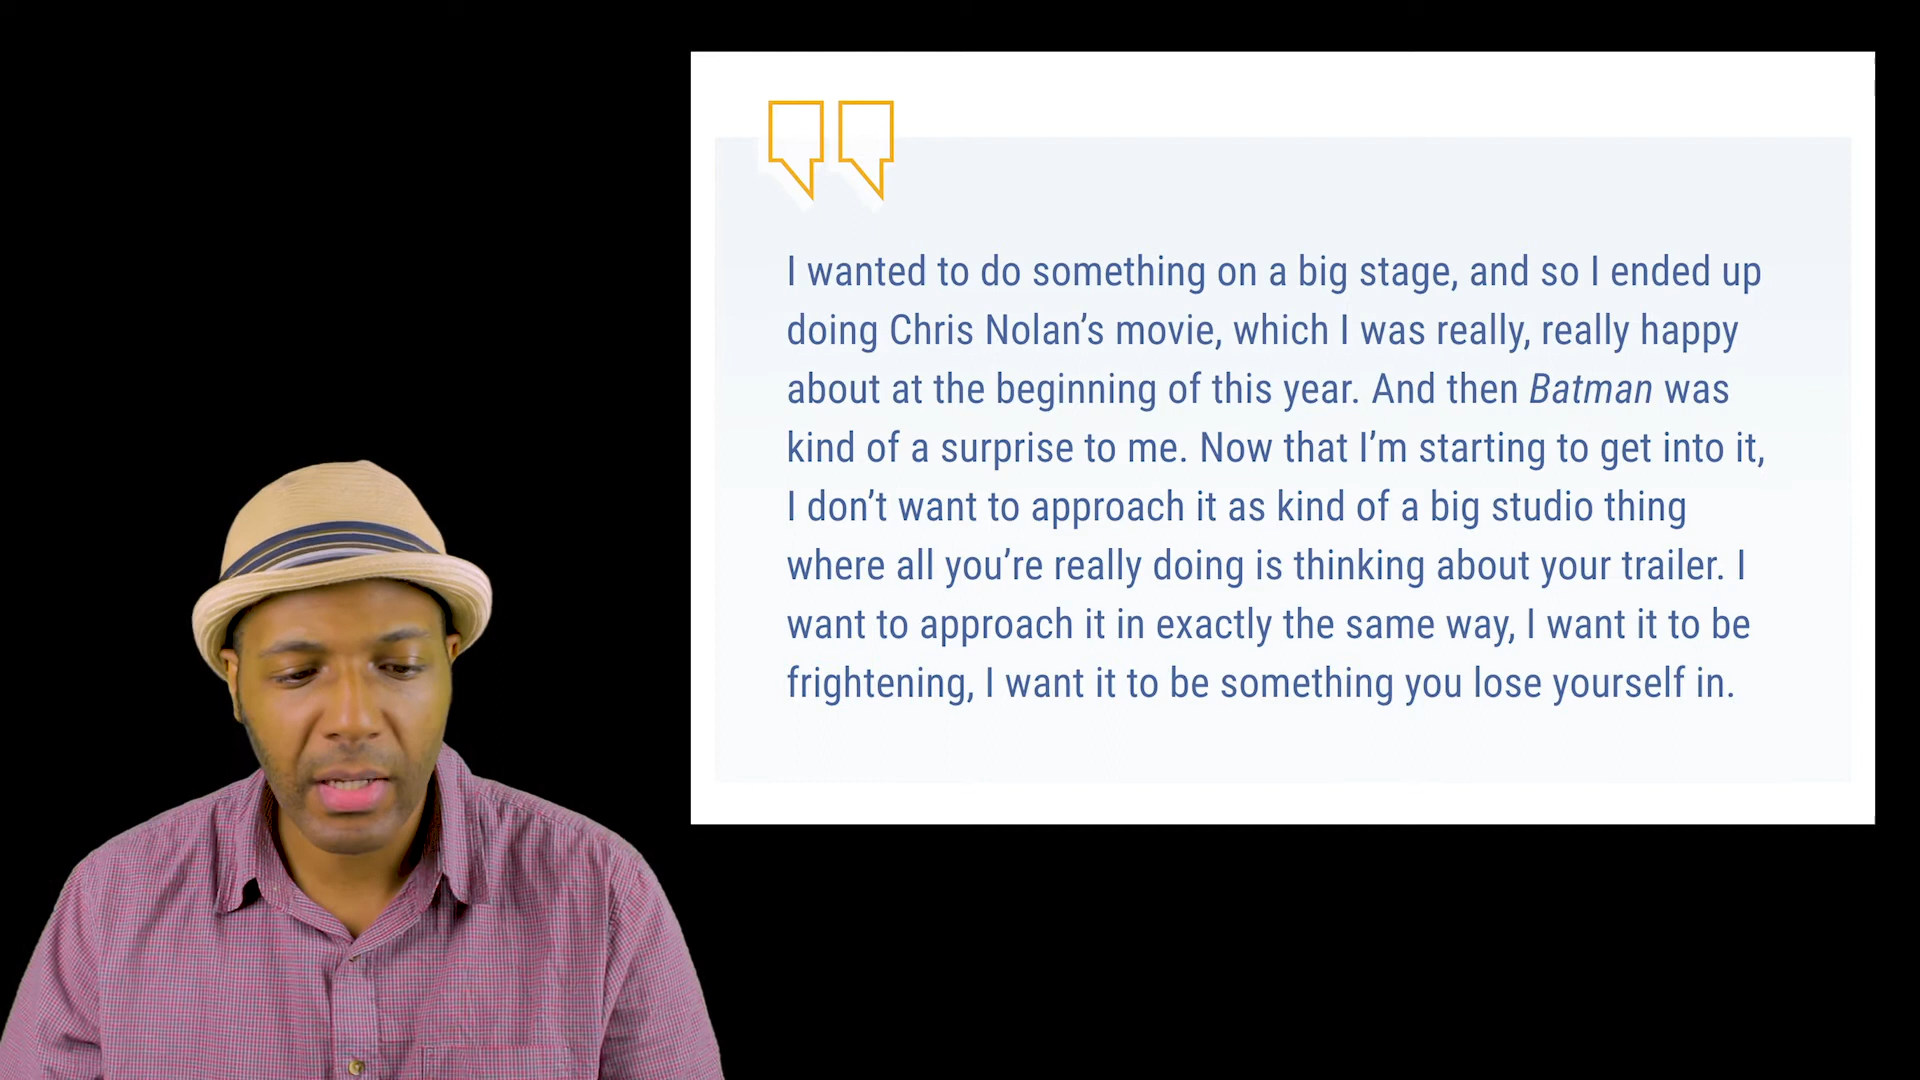 I wanted to do something on a big stage, and so I ended up
doing Chris Nolan’s movie, which I was really, really happy
about at the beginning of this year. And then Batman was
kind of a surprise to me. Now that I’m starting to get into it,
I don’t want to approach it as kind of a big studio thing
where all you’re really doing is thinking about your trailer. I
want to approach it in exactly the same way, I want it to be
frightening, I want it to be something you lose yourself in.